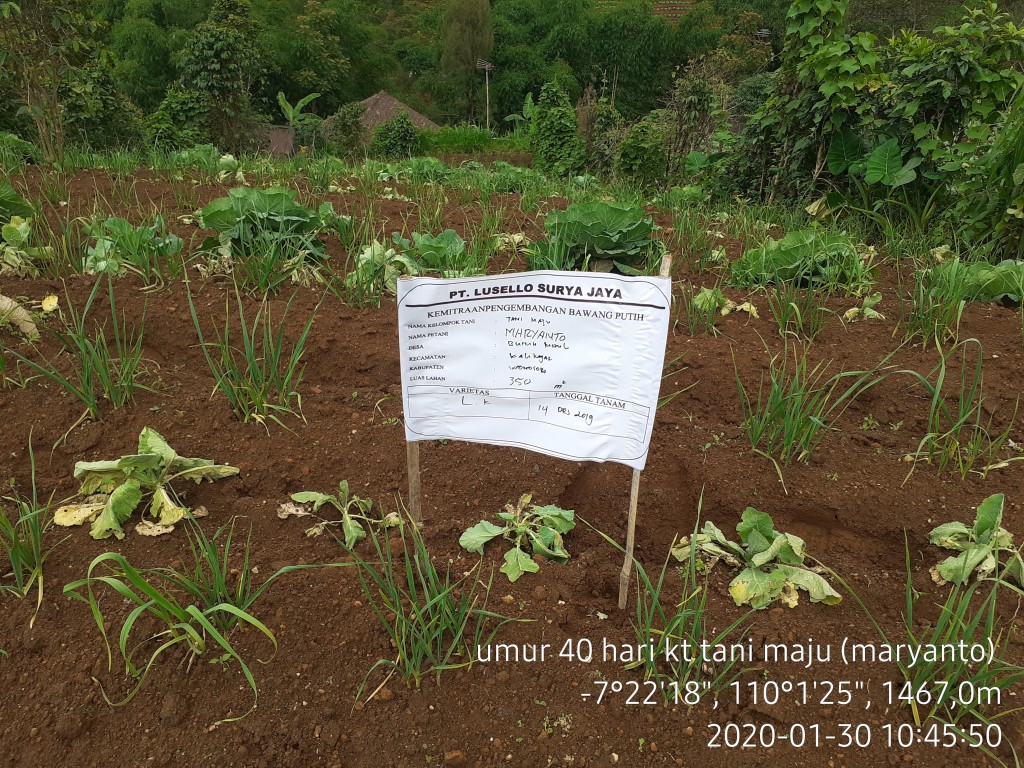 PT. LUSELLO SURYA JAYA
KEMITRAANPENGEMBANGAN BAWANG PUTIH
NAMA KELOMPOK TANI : TANI MAJU
NAMA PETANI : MARYANTO
DESA :
KECAMATAN :
KABUPATEN :
LUAS LAHAN : 350 m²
VARIETAS TANGGAL TANAM
L K 14 DES 2019
umur 40 hari kt tani maju (maryanto)
-7°22'18", 110°1'25", 1467,0m
2020-01-30 10:45:50